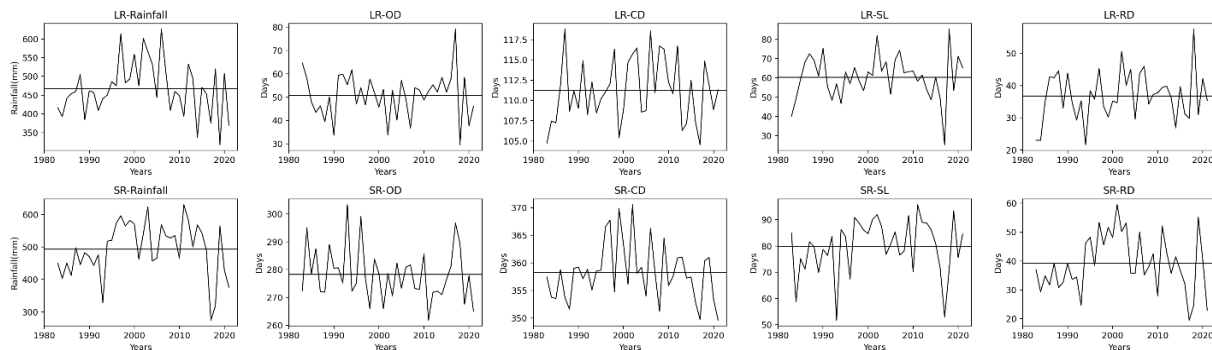 LR-Rainfall
Rainfall(mm)
600
550
500
450
400
350
1980 1990 2000 2010 2020
Years
LR-OD
Days
80
70
60
50
40
30
1980 1990 2000 2010 2020
Years
LR-CD
Days
117.5
115.0
112.5
110.0
107.5
105.0
1980 1990 2000 2010 2020
Years
LR-SL
Days
80
70
60
50
40
30
1980 1990 2000 2010 2020
Years
LR-RD
Days
50
40
30
20
1980 1990 2000 2010 2020
Years
SR-Rainfall
Rainfall(mm)
600
500
400
300
1980 1990 2000 2010 2020
Years
SR-OD
Days
300
290
280
270
260
1980 1990 2000 2010 2020
Years
SR-CD
Days
370
365
360
355
350
1980 1990 2000 2010 2020
Years
SR-SL
Days
90
80
70
60
50
1980 1990 2000 2010 2020
Years
SR-RD
Days
60
50
40
30
20
1980 1990 2000 2010 2020
Years